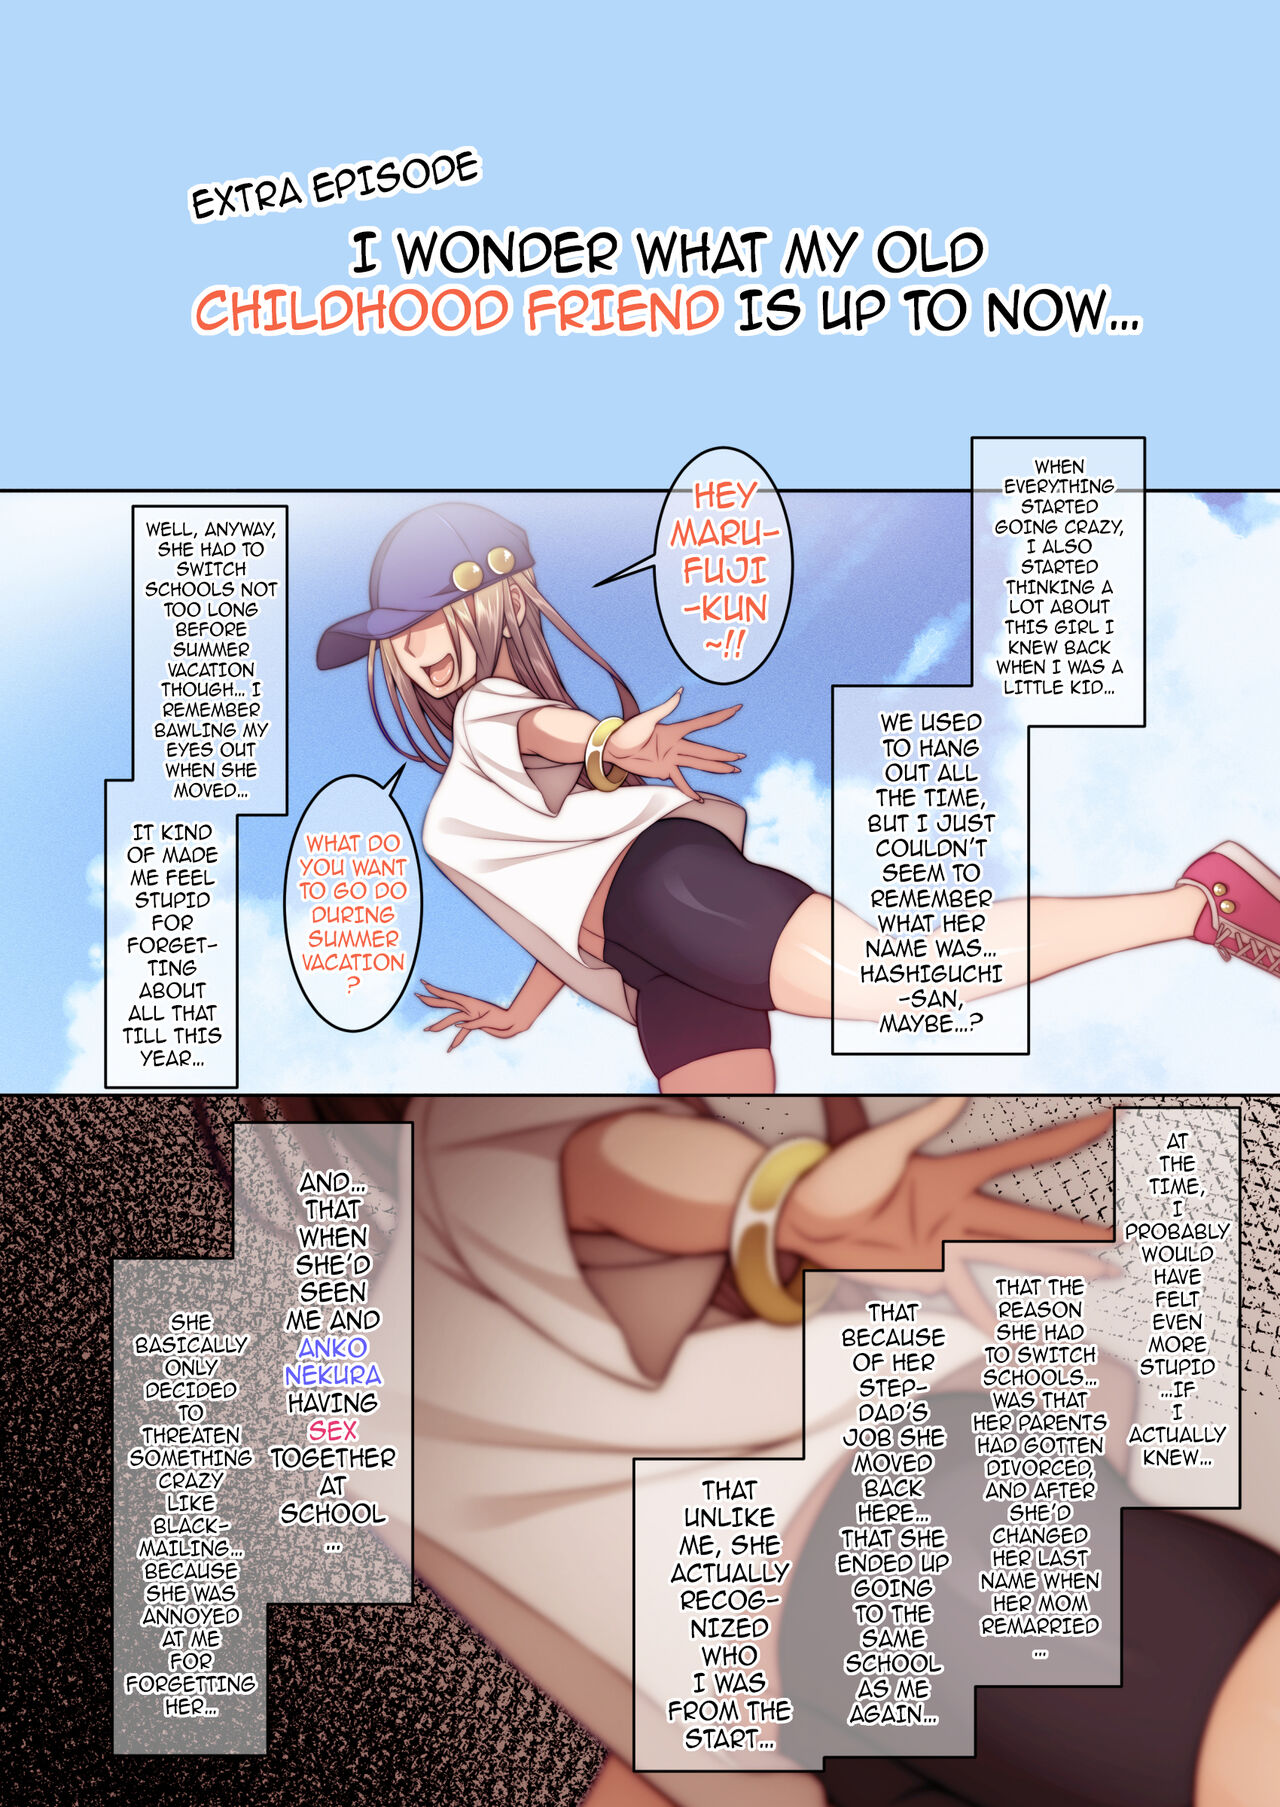 EXTRA EPISODE
I WONDER WHAT MY OLD
CHILDHOOD FRIEND IS UP TO NOW...
WHEN
EVERYTHING
STARTED
GOING CRAZY,
I ALSO
STARTED
THINKING A
LOT ABOUT
THIS GIRL I
KNEW BACK
WHEN I WAS A
LITTLE KID...
WE USED
TO HANG
OUT ALL
THE TIME,
BUT I JUST
COULDN'T
SEEM TO
REMEMBER
WHAT HER
NAME WAS...
HASHIGUCHI
-SAN,
MAYBE...?
HEY
MARU-
FUJI
-KUN
~!!
WHAT DO
YOU WANT
TO GO DO
DURING
SUMMER
VACATION
?
WELL, ANYWAY,
SHE HAD TO
SWITCH
SCHOOLS NOT
TOO LONG
BEFORE
SUMMER
VACATION
THOUGH... I
REMEMBER
BAWLING MY
EYES OUT
WHEN SHE
MOVED...
IT KIND
OF MADE
ME FEEL
STUPID
FOR
FORGET-
TING
ABOUT
ALL THAT
TILL THIS
YEAR...
AT
THE
TIME,
I
PROBABLY
WOULD
HAVE
FELT
EVEN
MORE
STUPID
...IF
I
ACTUALLY
KNEW...
THAT THE
REASON
SHE HAD
TO SWITCH
SCHOOLS...
WAS THAT
HER PARENTS
HAD GOTTEN
DIVORCED,
AND AFTER
SHE'D
CHANGED
HER LAST
NAME WHEN
HER MOM
REMARRIED
...
THAT
BECAUSE
OF HER
STEP-
DAD'S
JOB SHE
MOVED
BACK
HERE...
THAT SHE
ENDED UP
GOING
TO THE
SAME
SCHOOL
AS ME
AGAIN...
THAT
UNLIKE
ME, SHE
ACTUALLY
RECOG-
NIZED
WHO
I WAS
FROM THE
START...
AND...
THAT
WHEN
SHE'D
SEEN
ME AND
ANKO
NEKURA
HAVING
SEX
TOGETHER
AT
SCHOOL
...
SHE
BASICALLY
ONLY
DECIDED
TO
THREATEN
SOMETHING
CRAZY
LIKE
BLACK-
MAILING...
BECAUSE
SHE WAS
ANNOYED
AT ME
FOR
FORGETTING
HER...